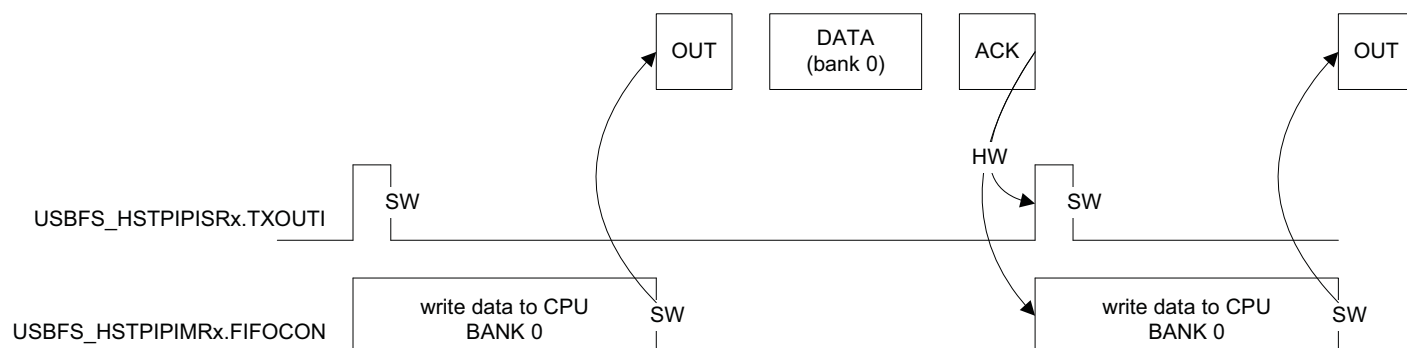 OUT
DATA
(bank 0)
ACK
OUT
HW
SW
SW
USBFS_HSTPIPISRx.TXOUTI
write data to CPU
BANK 0
SW
write data to CPU
BANK 0
SW
USBFS_HSTPIPIMRx.FIFOCON